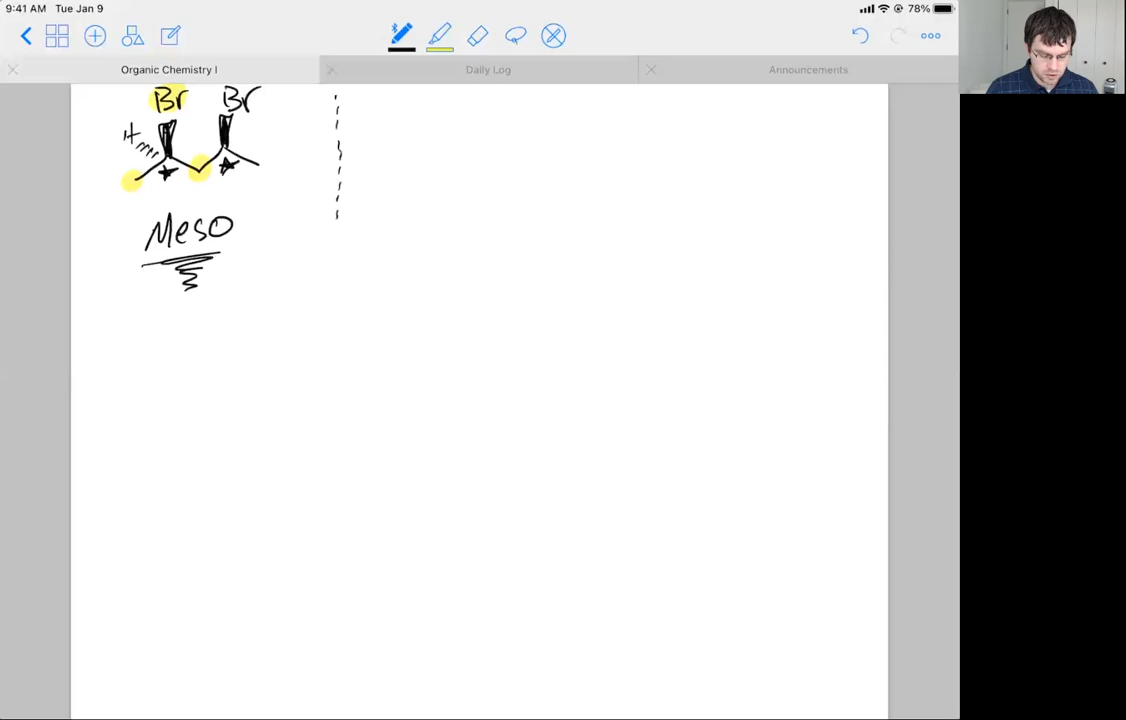 9:41 AM Tue Jan 9
78%
Organic Chemistry I
Daily Log
Announcements
Br Br
H
Meso